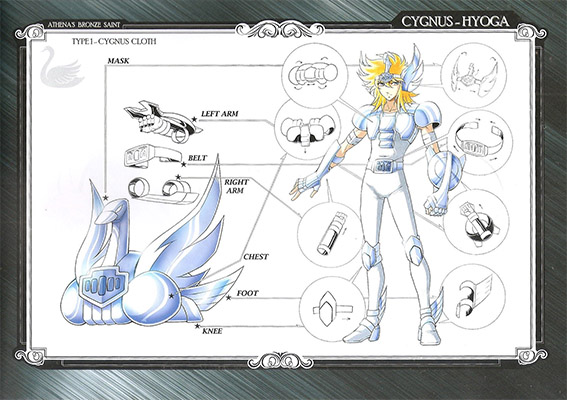 ATHENA'S BRONZE SAINT
CYGNUS - HYOGA
TYPE 1 - CYGNUS CLOTH
MASK
LEFT ARM
BELT
RIGHT
ARM
CHEST
FOOT
KNEE